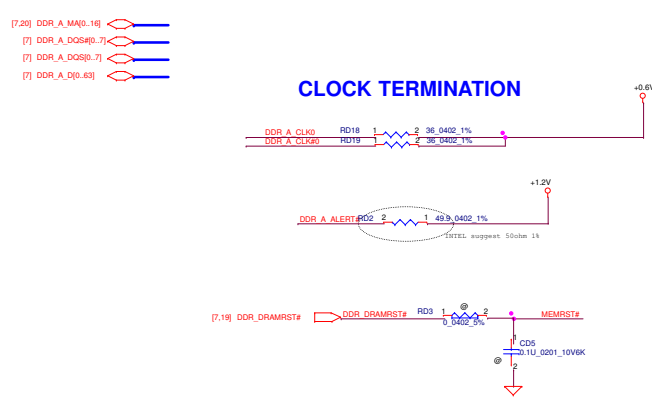 [7,20] DDR_A_MA[0..16]
[7] DDR_A_DQS#[0..7]
[7] DDR_A_DQS[0..7]
[7] DDR_A_D[0..63]
CLOCK TERMINATION
+0.6V
DDR_A_CLK0 RD18 1 2 36_0402_1%
DDR_A_CLK#0 RD19 1 2 36_0402_1%
+1.2V
DDR_A_ALERT# RD2 2 1 49.9_0402_1%
INTEL suggest 50ohm 1%
@
[7,19] DDR_DRAMRST# DDR_DRAMRST# RD3 1 2 MEMRST#
0_0402_5%
1
CD5
0.1U_0201_10V6K
@
2